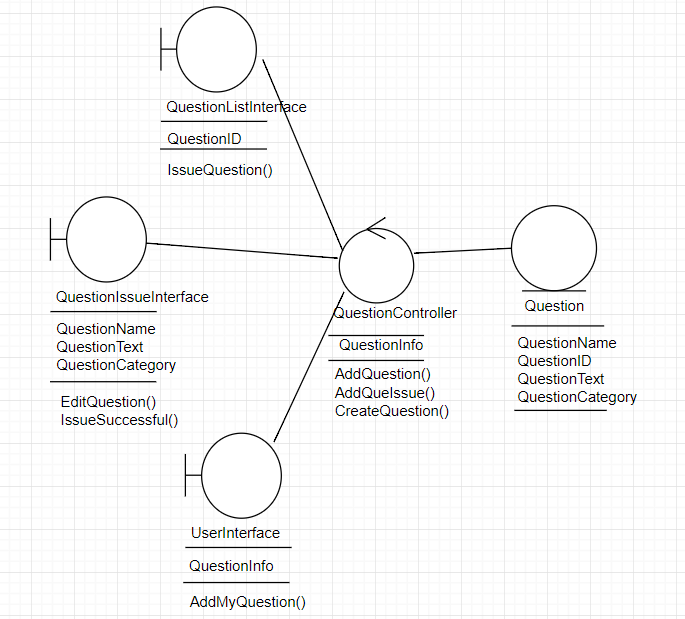 QuestionListInterface
QuestionID
IssueQuestion()
QuestionIssueInterface
QuestionName
QuestionText
QuestionCategory
EditQuestion()
IssueSuccessful()
QuestionController
QuestionInfo
AddQuestion()
AddQueIssue()
CreateQuestion()
Question
QuestionName
QuestionID
QuestionText
QuestionCategory
UserInterface
QuestionInfo
AddMyQuestion()